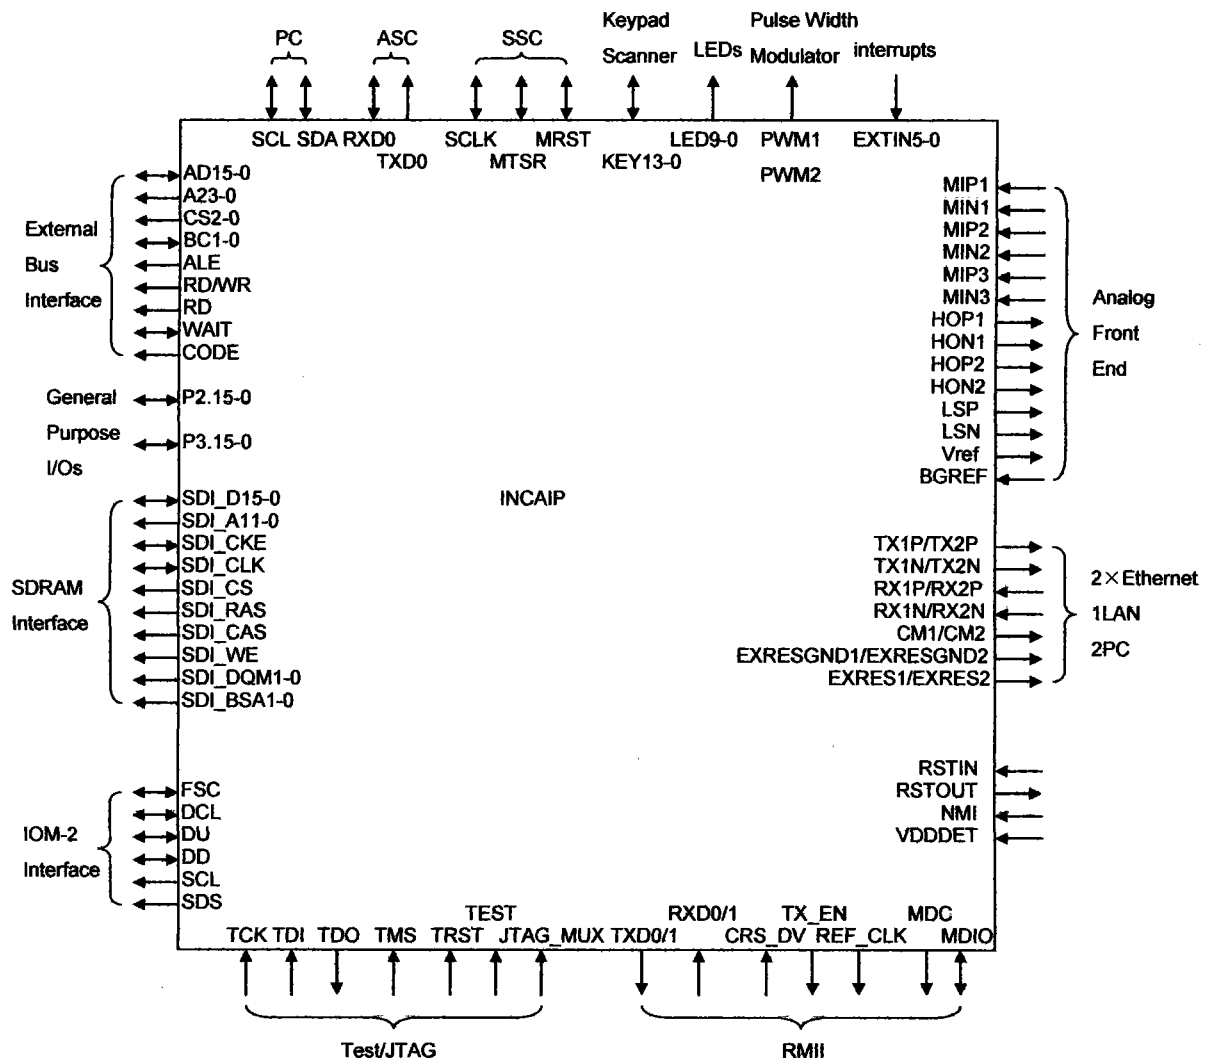 PC
ASC
SSC
Keypad
Scanner
LEDs
Pulse Width
Modulator
interrupts
SCL SDA RXD0
TXD0
SCLK
MTSR
MRST
KEY13-0
LED9-0
PWM1
PWM2
EXTIN5-0
External
Bus
Interface
AD15-0
A23-0
CS2-0
BC1-0
ALE
RD/WR
RD
WAIT
CODE
General
Purpose
I/Os
P2.15-0
P3.15-0
SDRAM
Interface
SDI_D15-0
SDI_A11-0
SDI_CKE
SDI_CLK
SDI_CS
SDI_RAS
SDI_CAS
SDI_WE
SDI_DQM1-0
SDI_BSA1-0
IOM-2
Interface
FSC
DCL
DU
DD
SCL
SDS
INCAIP
MIP1
MIN1
MIP2
MIN2
MIP3
MIN3
HOP1
HON1
HOP2
HON2
LSP
LSN
Vref
BGREF
Analog
Front
End
TX1P/TX2P
TX1N/TX2N
RX1P/RX2P
RX1N/RX2N
CM1/CM2
EXRESGND1/EXRESGND2
EXRES1/EXRES2
2×Ethernet
1LAN
2PC
RSTIN
RSTOUT
NMI
VDDDET
TEST
RXD0/1
TX_EN
MDC
TCK TDI TDO TMS TRST JTAG_MUX TXD0/1 CRS_DV REF_CLK MDIO
Test/JTAG
RMII